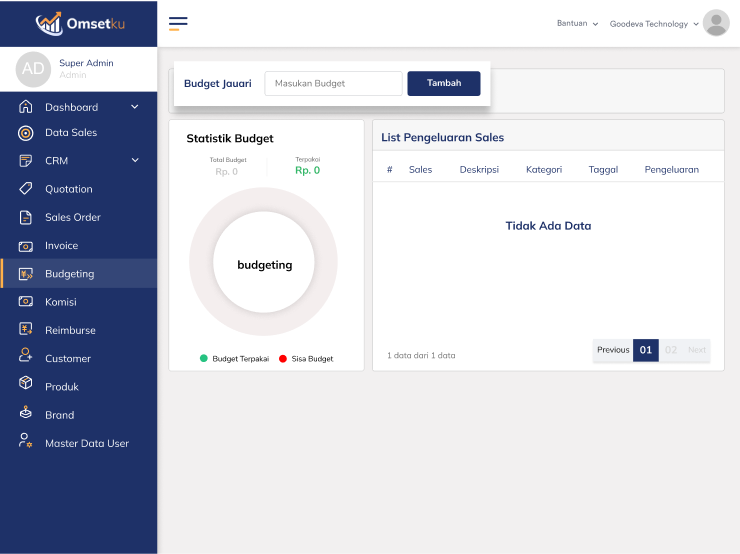 Omsetku
Bantuan
Goodeva Technology
AD
Super Admin
Admin
Dashboard
Data Sales
CRM
Quotation
Sales Order
Invoice
Budgeting
Komisi
Reimburse
Customer
Produk
Brand
Master Data User
Budget Jauari
Masukan Budget
Tambah
Statistik Budget
Total Budget
Rp. 0
Terpakai
Rp. 0
budgeting
Budget Terpakai
Sisa Budget
List Pengeluaran Sales
# Sales Deskripsi Kategori Taggal Pengeluaran
Tidak Ada Data
1 data dari 1 data
Previous 01 02 Next